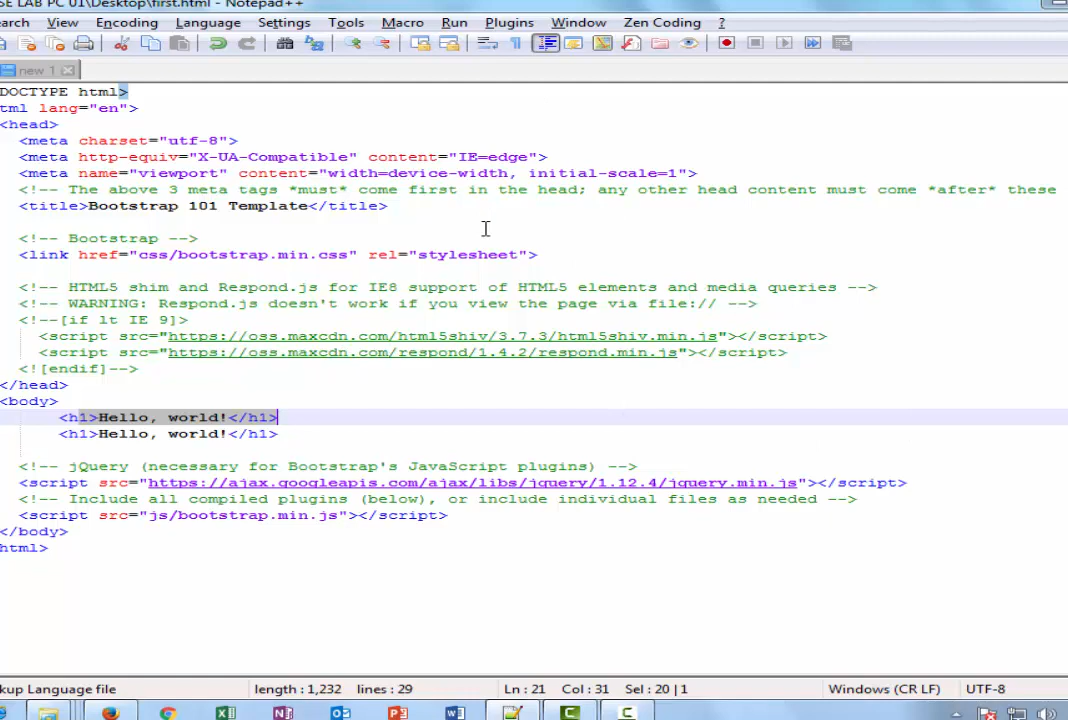 SE LAB PC 01\Desktop\first.html - Notepad++
earch View Encoding Language Settings Tools Macro Run Plugins Window Zen Coding ?
new 1
DOCTYPE html>
tml lang="en">
<head>
<meta charset="utf-8">
<meta http-equiv="X-UA-Compatible" content="IE=edge">
<meta name="viewport" content="width=device-width, initial-scale=1">
<!-- The above 3 meta tags *must* come first in the head; any other head content must come *after* these
<title>Bootstrap 101 Template</title>
<!-- Bootstrap -->
<link href="css/bootstrap.min.css" rel="stylesheet">
<!-- HTML5 shim and Respond.js for IE8 support of HTML5 elements and media queries -->
<!-- WARNING: Respond.js doesn't work if you view the page via file:// -->
<!--[if lt IE 9]>
<script src="https://oss.maxcdn.com/html5shiv/3.7.3/html5shiv.min.js"></script>
<script src="https://oss.maxcdn.com/respond/1.4.2/respond.min.js"></script>
<![endif]-->
</head>
<body>
<h1>Hello, world!</h1>
<h1>Hello, world!</h1>
<!-- jQuery (necessary for Bootstrap's JavaScript plugins) -->
<script src="https://ajax.googleapis.com/ajax/libs/jquery/1.12.4/jquery.min.js"></script>
<!-- Include all compiled plugins (below), or include individual files as needed -->
<script src="js/bootstrap.min.js"></script>
</body>
html>
kup Language file length : 1,232 lines : 29 Ln : 21 Col : 31 Sel : 20 | 1 Windows (CR LF) UTF-8